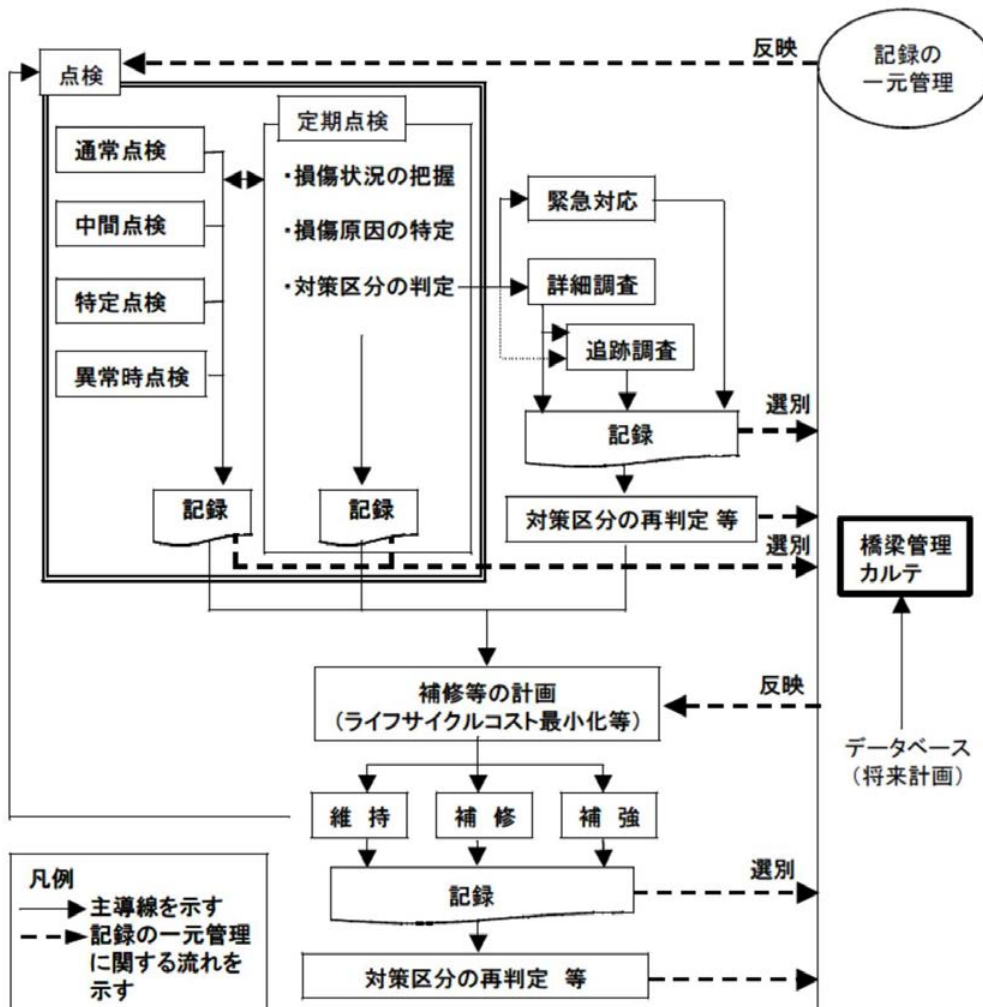 反映
記録の
一元管理
点検
定期点検
通常点検
・損傷状況の把握
緊急対応
中間点検
・損傷原因の特定
特定点検
・対策区分の判定
詳細調査
追跡調査
異常時点検
選別
記録
記録
記録
対策区分の再判定 等
選別
橋梁管理
カルテ
補修等の計画
(ライフサイクルコスト最小化等)
反映
データベース
(将来計画)
維 持
補 修
補 強
凡例
主導線を示す
記録の一元管理
に関する流れを
示す
記録
選別
対策区分の再判定 等